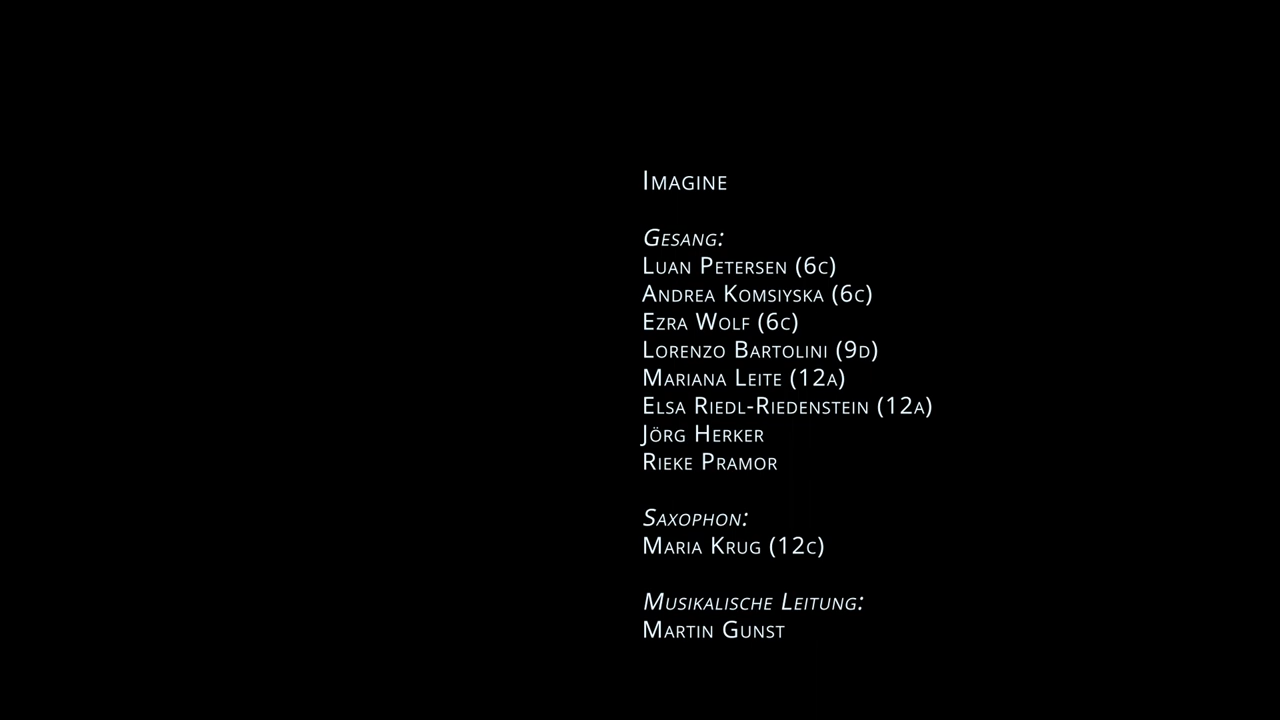 Imagine
Gesang:
Luan Petersen (6c)
Andrea Komsiyska (6c)
Ezra Wolf (6c)
Lorenzo Bartolini (9d)
Mariana Leite (12a)
Elsa Riedl-Riedenstein (12a)
Jörg Herker
Rieke Pramor
Saxophon:
Maria Krug (12c)
Musikalische Leitung:
Martin Gunst